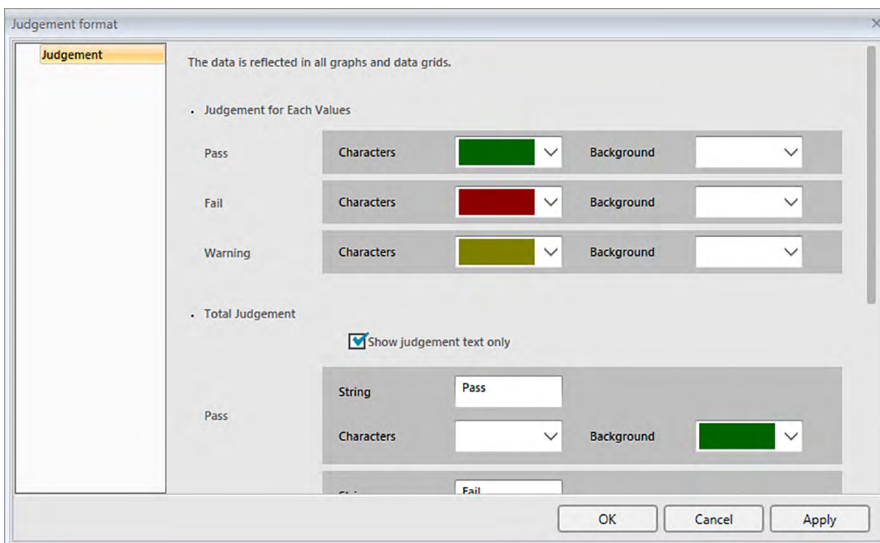 Judgement format
Judgement
The data is reflected in all graphs and data grids.
Judgement for Each Values
Pass Characters Background
Fail Characters Background
Warning Characters Background
Total Judgement
Show judgement text only
String Pass
Pass
Characters Background
Fail
OK Cancel Apply